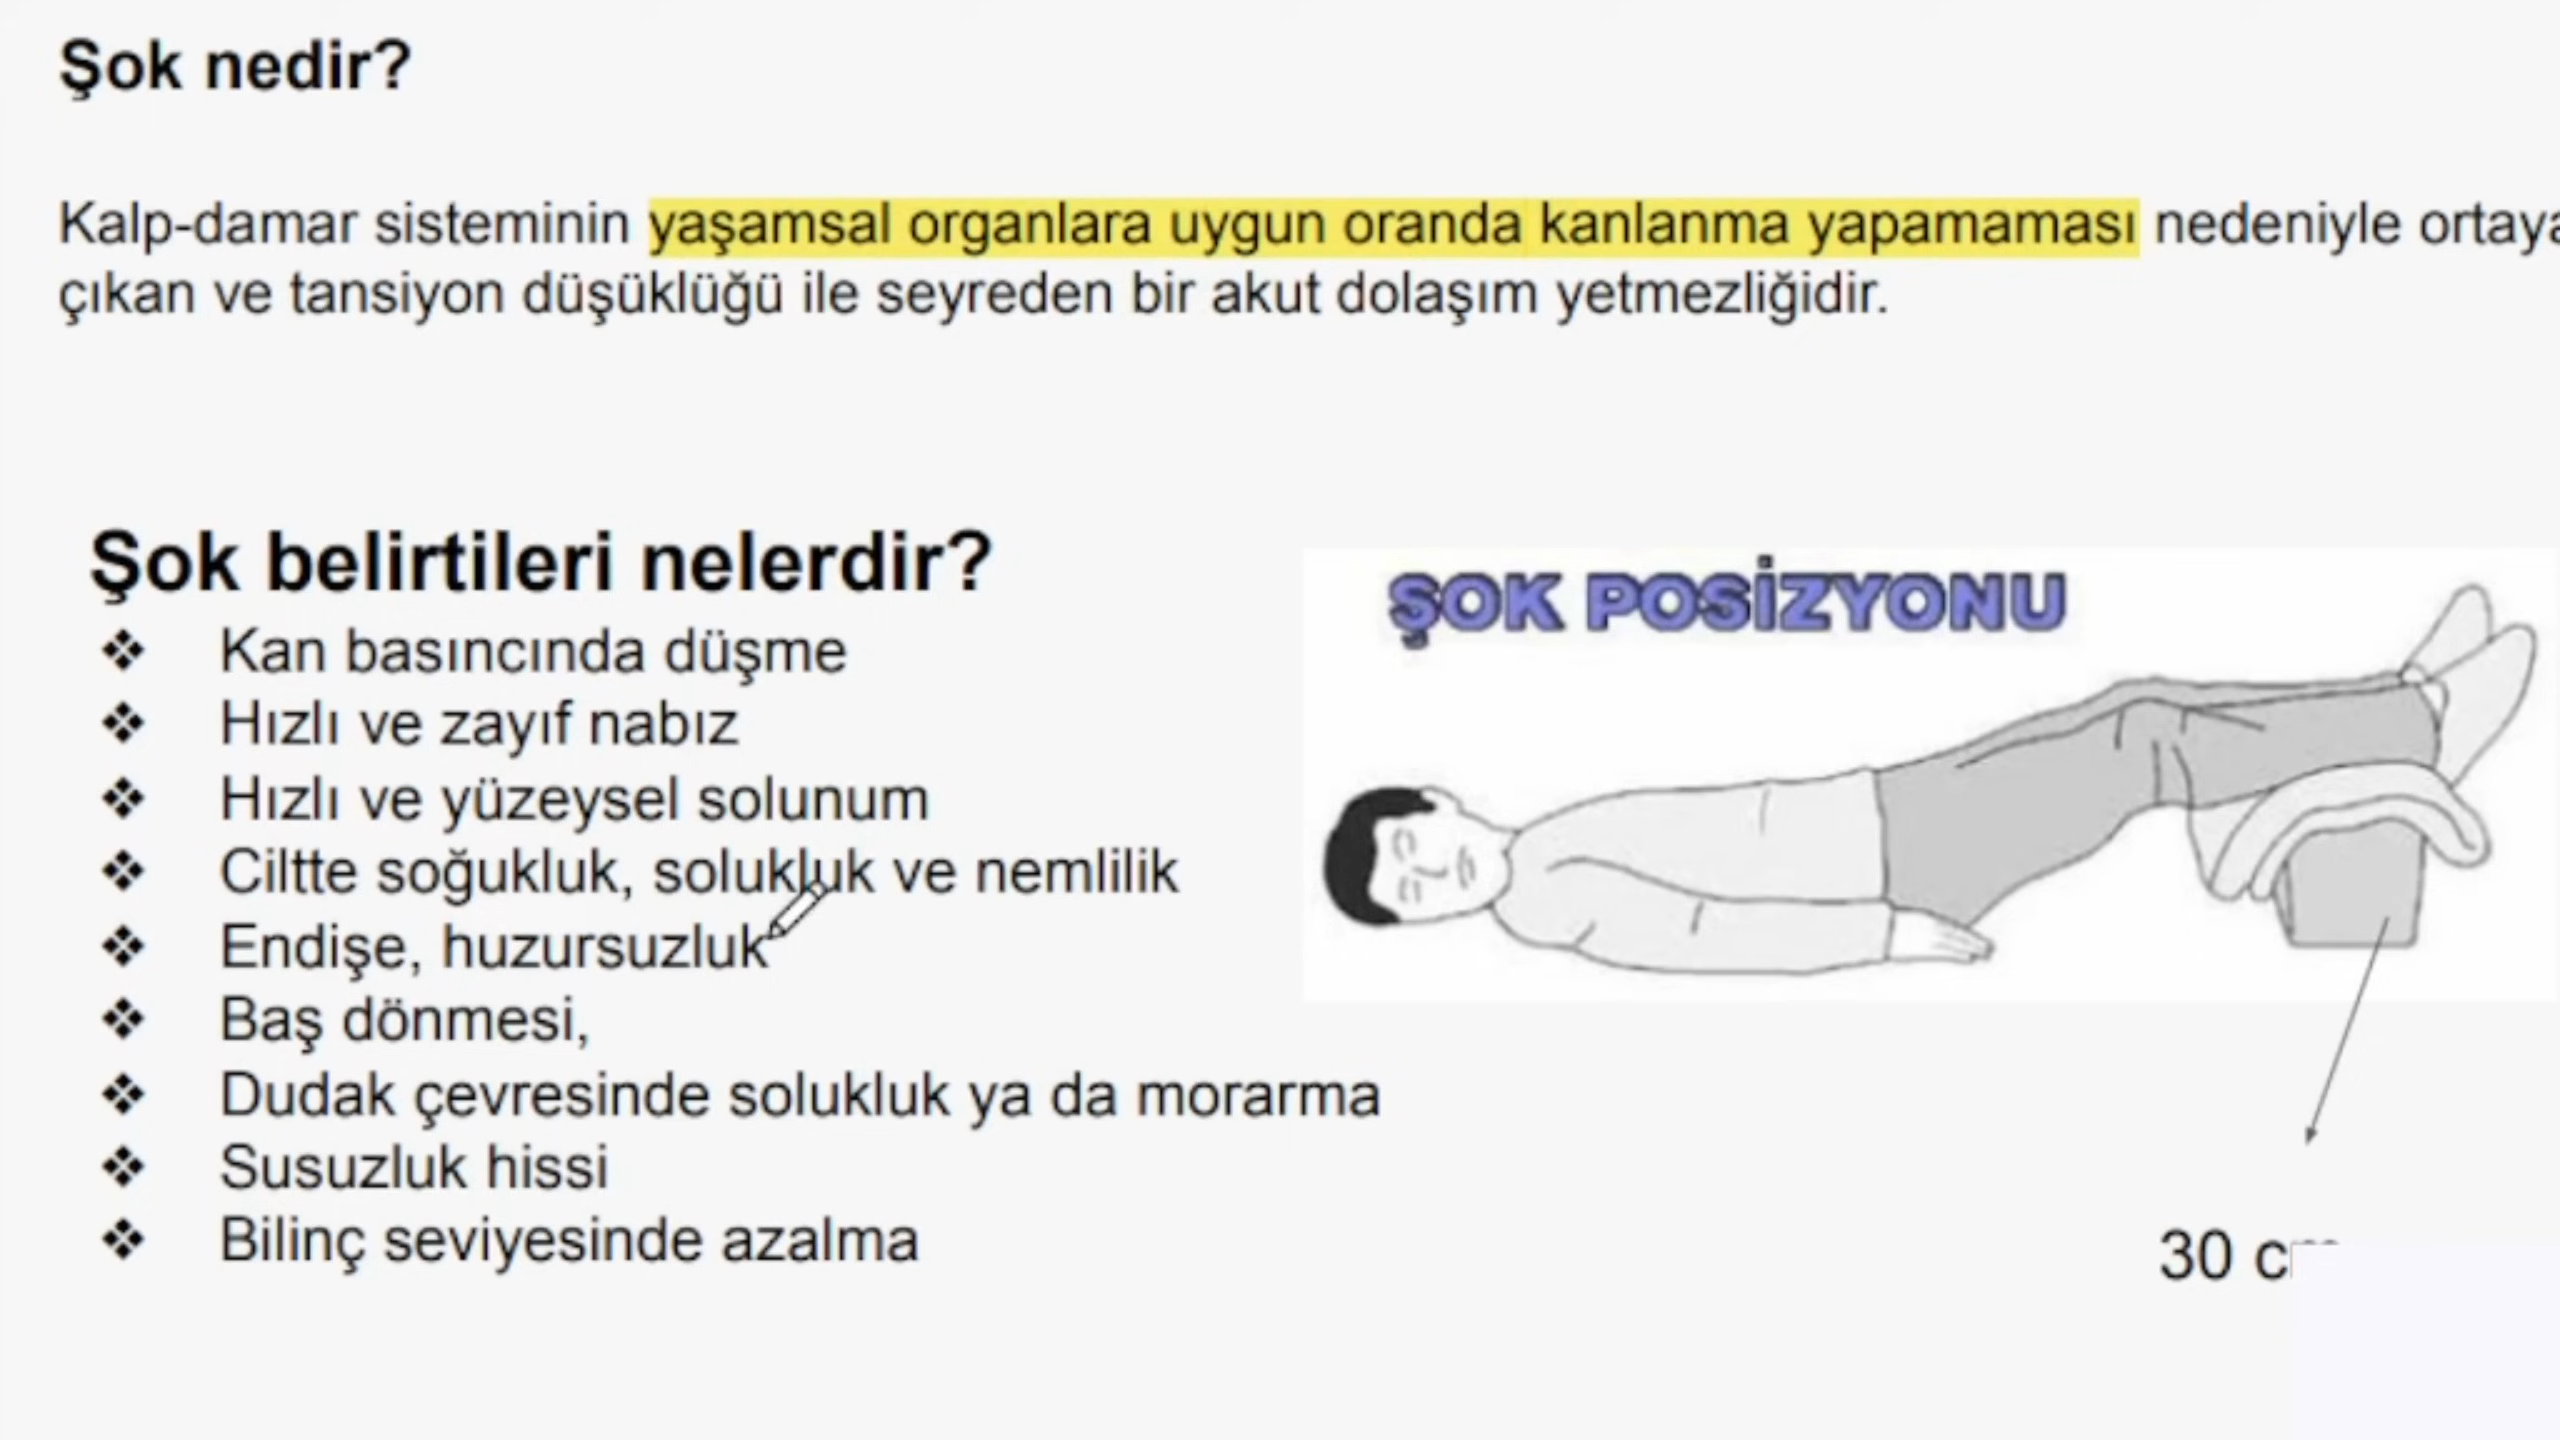 Şok nedir?
Kalp-damar sisteminin yaşamsal organlara uygun oranda kanlanma yapamaması nedeniyle ortaya
çıkan ve tansiyon düşüklüğü ile seyreden bir akut dolaşım yetmezliğidir.
Şok belirtileri nelerdir?
Kan basıncında düşme
Hızlı ve zayıf nabız
Hızlı ve yüzeysel solunum
Ciltte soğukluk, solukluk ve nemlilik
Endişe, huzursuzluk
Baş dönmesi,
Dudak çevresinde solukluk ya da morarma
Susuzluk hissi
Bilinç seviyesinde azalma
ŞOK POSİZYONU
30